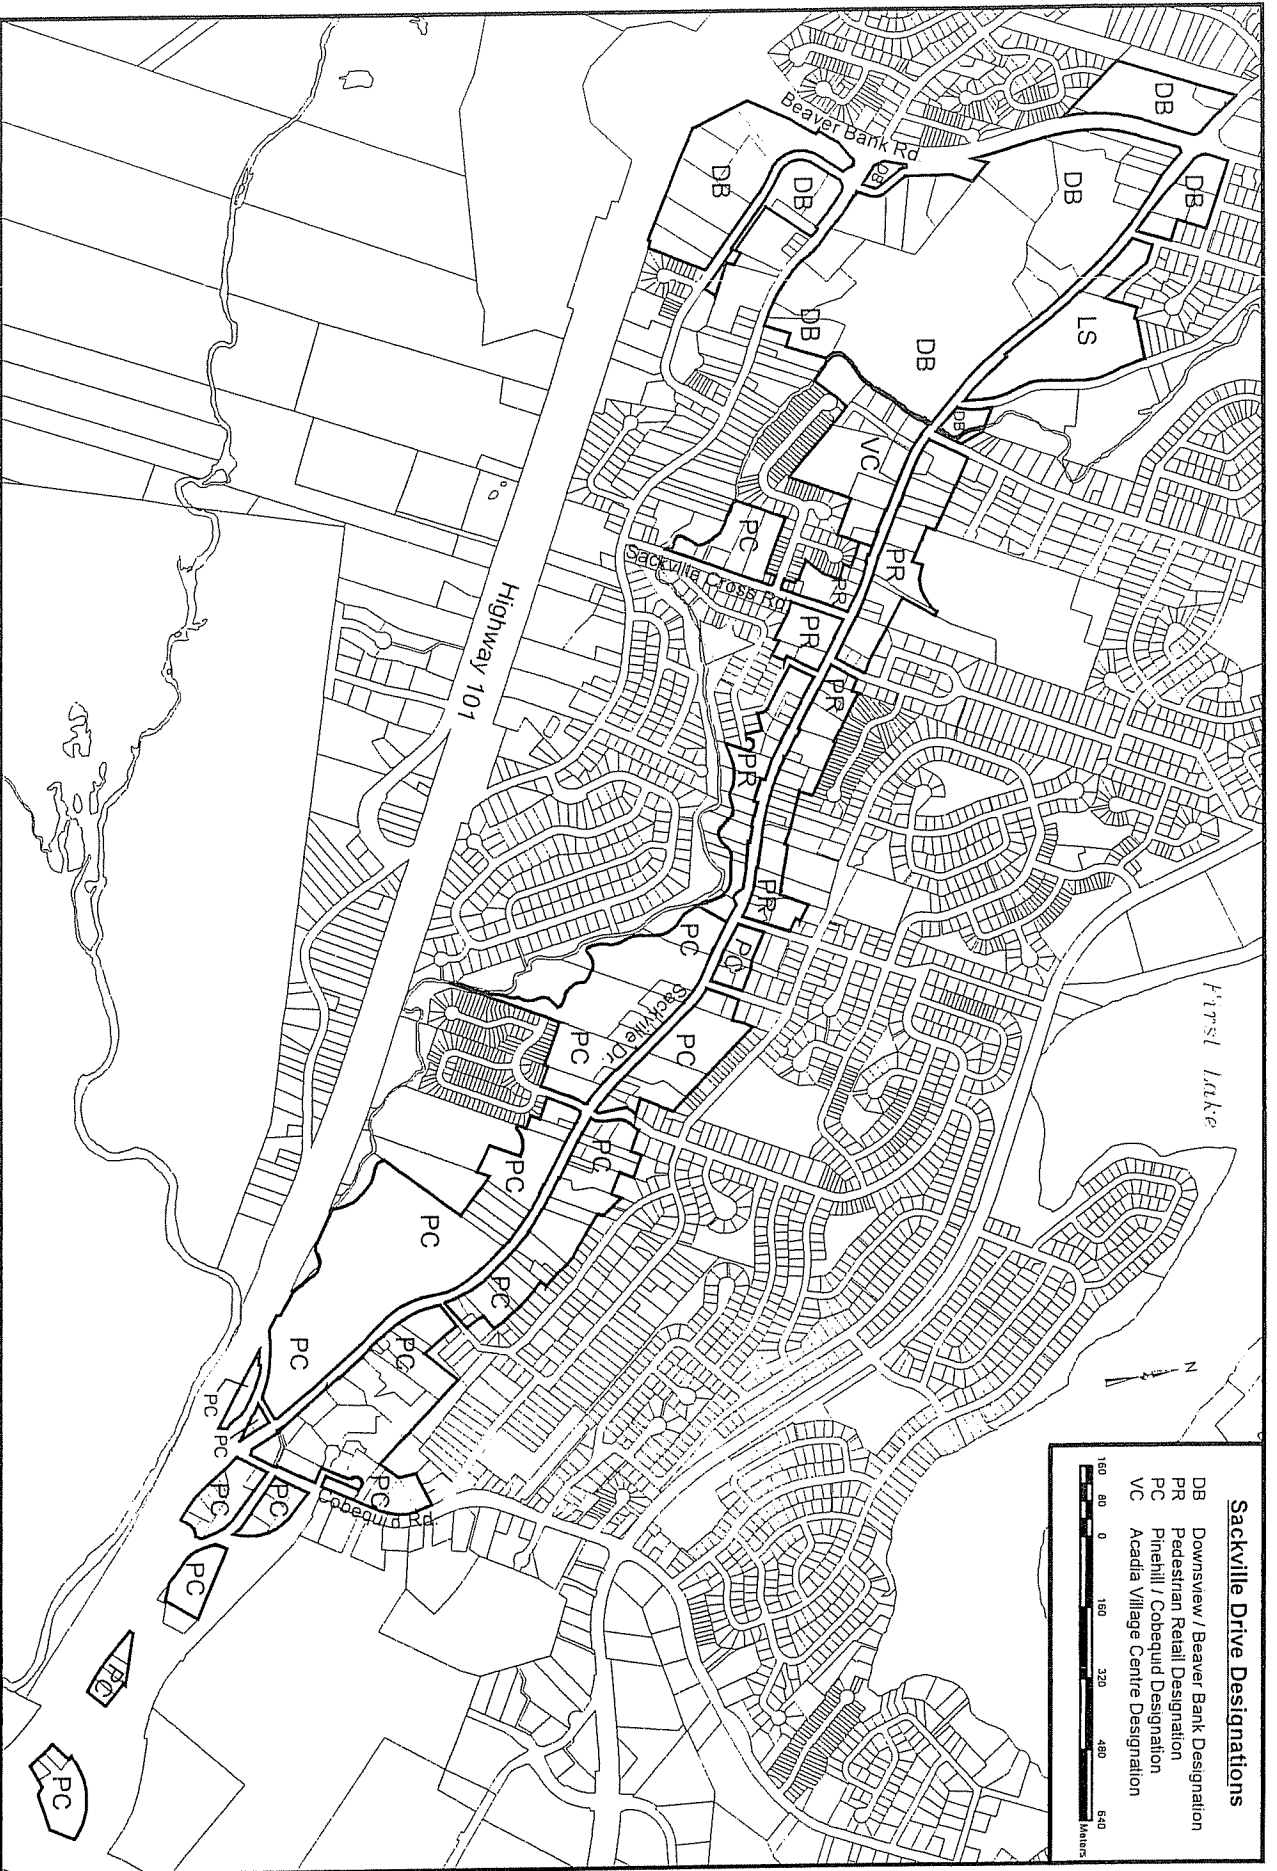 Sackville Drive Designations
DB Downsview / Beaver Bank Designation
PR Pedestrian Retail Designation
PC Pinehill / Cobequid Designation
VC Acadia Village Centre Designation
160 80 0 160 320 480 640
Meters
N
First Lake
DB
DB
DB
LS
DB
Beaver Bank Rd
DB
DB
DB
DB
DB
DB
VC
PR
PC
PR
Sackville Cross Rd
PR
PR
PR
PR
PC
PC
Sackville Dr.
PC
PC
PC
PC
PC
PC
PC
PC
PC
PC
PC
Cobequid Rd
PC
PC
PC
PC
PC
Highway 101